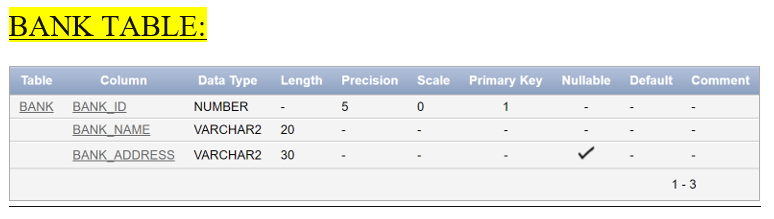 BANK TABLE:
Table Column Data Type Length Precision Scale Primary Key Nullable Default Comment
BANK BANK_ID NUMBER - 5 0 1 - - -
BANK_NAME VARCHAR2 20 - - - - - -
BANK_ADDRESS VARCHAR2 30 - - - ✓ - -
1 - 3